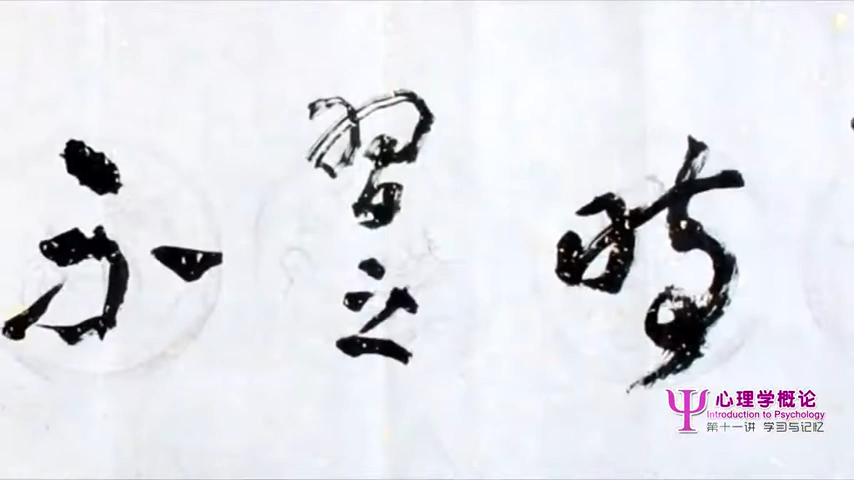 时
習之
心理学概论
Introduction to Psychology
第十一讲 学习与记忆